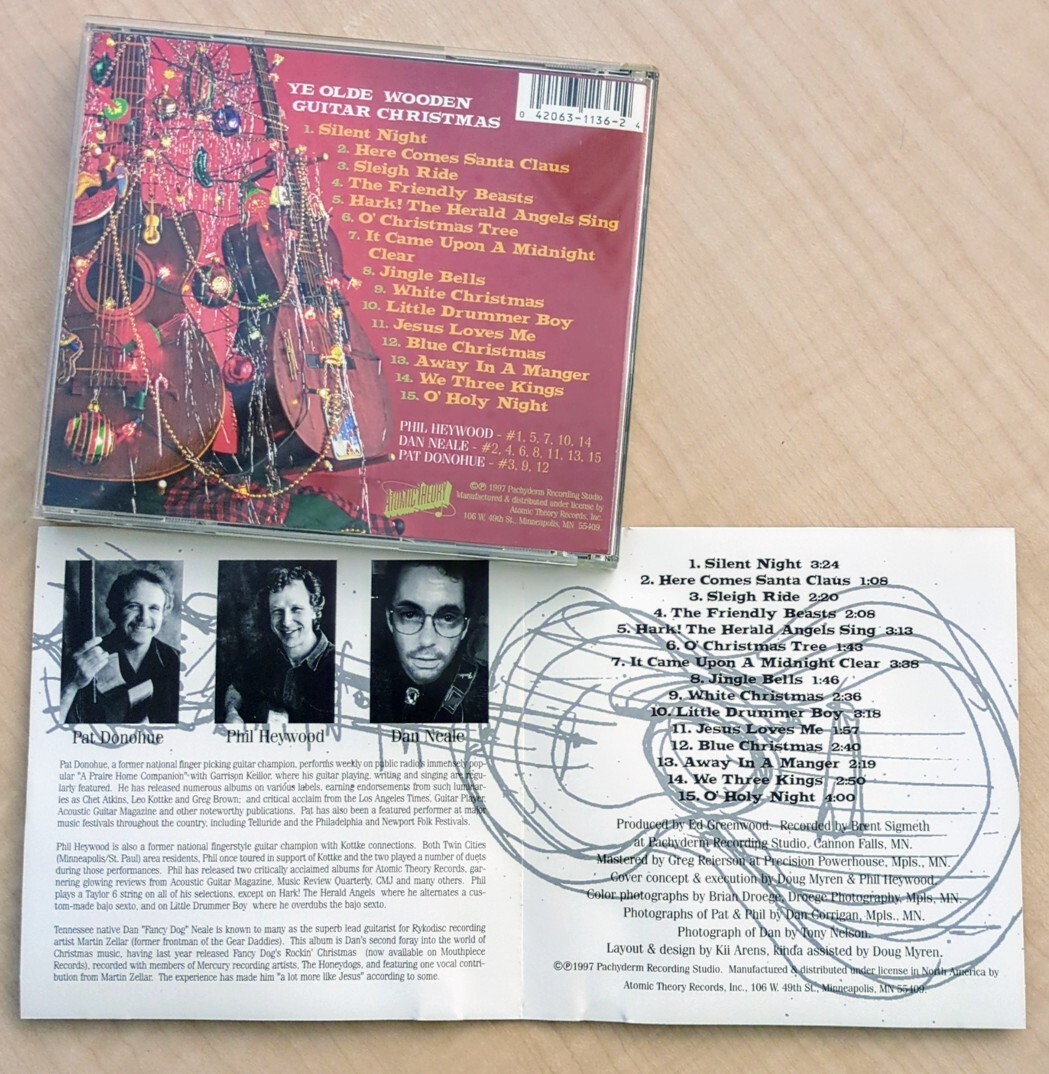 YE OLDE WOODEN
GUITAR CHRISTMAS
1. Silent Night
2. Here Comes Santa Claus
3. Sleigh Ride
4. The Friendly Beasts
5. Hark! The Herald Angels Sing
6. O' Christmas Tree
7. It Came Upon A Midnight
Clear
8. Jingle Bells
9. White Christmas
10. Little Drummer Boy
11. Jesus Loves Me
12. Blue Christmas
13. Away In A Manger
14. We Three Kings
15. O' Holy Night
PHIL HEYWOOD - #1, 5, 7, 10, 14
DAN NEALE - #2, 4, 6, 8, 11, 13, 15
PAT DONOHUE - #3, 9, 12
0 42063-1136-2 4
ATOMIC THEORY
©℗ 1997 Pachyderm Recording Studio.
Manufactured & distributed under license by
Atomic Theory Records, Inc.
106 W. 49th St., Minneapolis, MN 55409.
Pat Donohue
Phil Heywood
Dan Neale
Pat Donohue, a former national finger picking guitar champion, performs weekly on public radio's immensely pop-
ular "A Praire Home Companion" with Garrison Keillor, where his guitar playing, writing and singing are regu-
larly featured. He has released numerous albums on various labels, earning endorsements from such luminar-
ies as Chet Atkins, Leo Kottke and Greg Brown; and critical acclaim from the Los Angeles Times, Guitar Player,
Acoustic Guitar Magazine and other noteworthy publications. Pat has also been a featured performer at major
music festivals throughout the country, including Telluride and the Philadelphia and Newport Folk Festivals.
Phil Heywood is also a former national fingerstyle guitar champion with Kottke connections. Both Twin Cities
(Minneapolis/St. Paul) area residents, Phil once toured in support of Kottke and the two played a number of duets
during those performances. Phil has released two critically acclaimed albums for Atomic Theory Records, gar-
nering glowing reviews from Acoustic Guitar Magazine, Music Review Quarterly, CMJ and many others. Phil
plays a Taylor 6 string on all of his selections, except on Hark! The Herald Angels where he alternates a cus-
tom-made bajo sexto, and on Little Drummer Boy where he overdubs the bajo sexto.
Tennessee native Dan "Fancy Dog" Neale is known to many as the superb lead guitarist for Rykodisc recording
artist Martin Zellar (former frontman of the Gear Daddies). This album is Dan's second foray into the world of
Christmas music, having last year released Fancy Dog's Rockin' Christmas (now available on Mouthpiece
Records), recorded with members of Mercury recording artists, The Honeydogs, and featuring one vocal contri-
bution from Martin Zellar. The experience has made him "a lot more like Jesus" according to some.
1. Silent Night 3:24
2. Here Comes Santa Claus 1:08
3. Sleigh Ride 2:20
4. The Friendly Beasts 2:08
5. Hark! The Herald Angels Sing 3:13
6. O' Christmas Tree 1:43
7. It Came Upon A Midnight Clear 3:38
8. Jingle Bells 1:46
9. White Christmas 2:36
10. Little Drummer Boy 3:18
11. Jesus Loves Me 1:57
12. Blue Christmas 2:40
13. Away In A Manger 2:19
14. We Three Kings 2:50
15. O' Holy Night 4:00
Produced by Ed Greenwood. Recorded by Brent Sigmeth
at Pachyderm Recording Studio, Cannon Falls, MN.
Mastered by Greg Reierson at Precision Powerhouse, Mpls., MN.
Cover concept & execution by Doug Myren & Phil Heywood.
Color photographs by Brian Droege, Droege Photography, Mpls, MN.
Photographs of Pat & Phil by Dan Corrigan, Mpls., MN.
Photograph of Dan by Tony Nelson.
Layout & design by Kii Arens, kinda assisted by Doug Myren.
©℗1997 Pachyderm Recording Studio. Manufactured & distributed under license in North America by
Atomic Theory Records, Inc., 106 W. 49th St., Minneapolis, MN 55409.